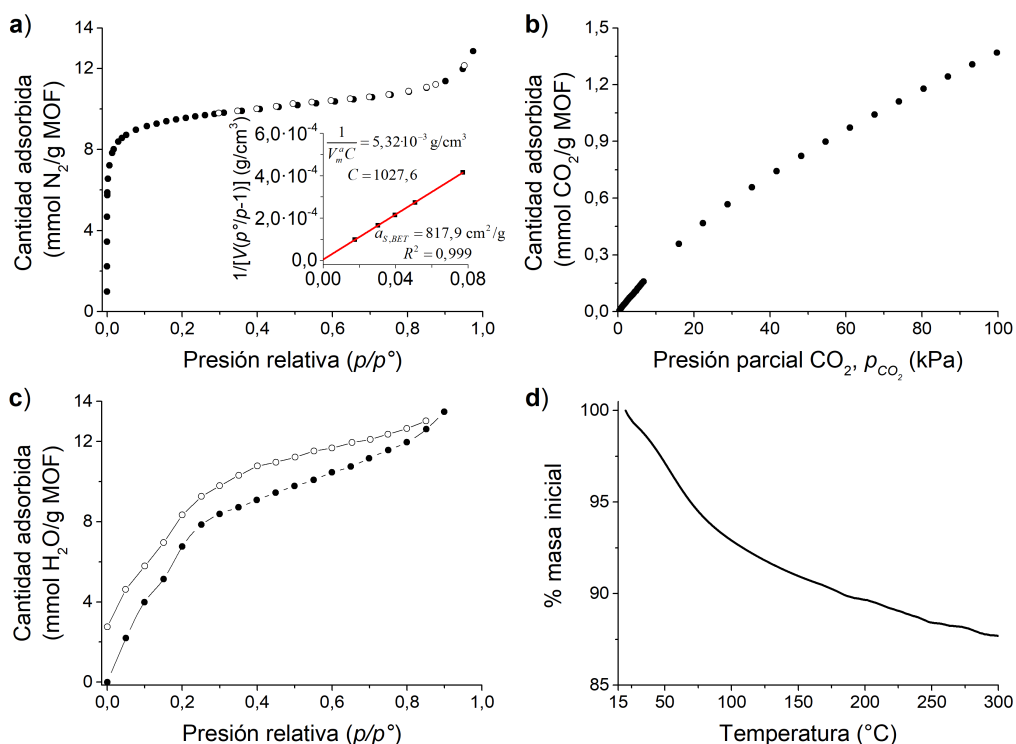 a)
14
12
8
4
0
0,0 0,2 0,4 0,6 0,8 1,0
Cantidad adsorbida
(mmol N₂/g MOF)
Presión relativa (p/p°)
6,0·10⁻⁴
4,0·10⁻⁴
2,0·10⁻⁴
0,0
0,00 0,04 0,08
1/[V(p°/p-1)] (g/cm³)
1/(VₘᵃC) = 5,32·10⁻³ g/cm³
C = 1027,6
a_S,BET = 817,9 cm²/g
R² = 0,999
b)
1,5
1,2
0,9
0,6
0,3
0,0
0 20 40 60 80 100
Cantidad adsorbida
(mmol CO₂/g MOF)
Presión parcial CO₂, p_CO₂ (kPa)
c)
14
12
8
4
0
0,0 0,2 0,4 0,6 0,8 1,0
Cantidad adsorbida
(mmol H₂O/g MOF)
Presión relativa (p/p°)
d)
100
95
90
85
15 50 100 150 200 250 300
% masa inicial
Temperatura (°C)